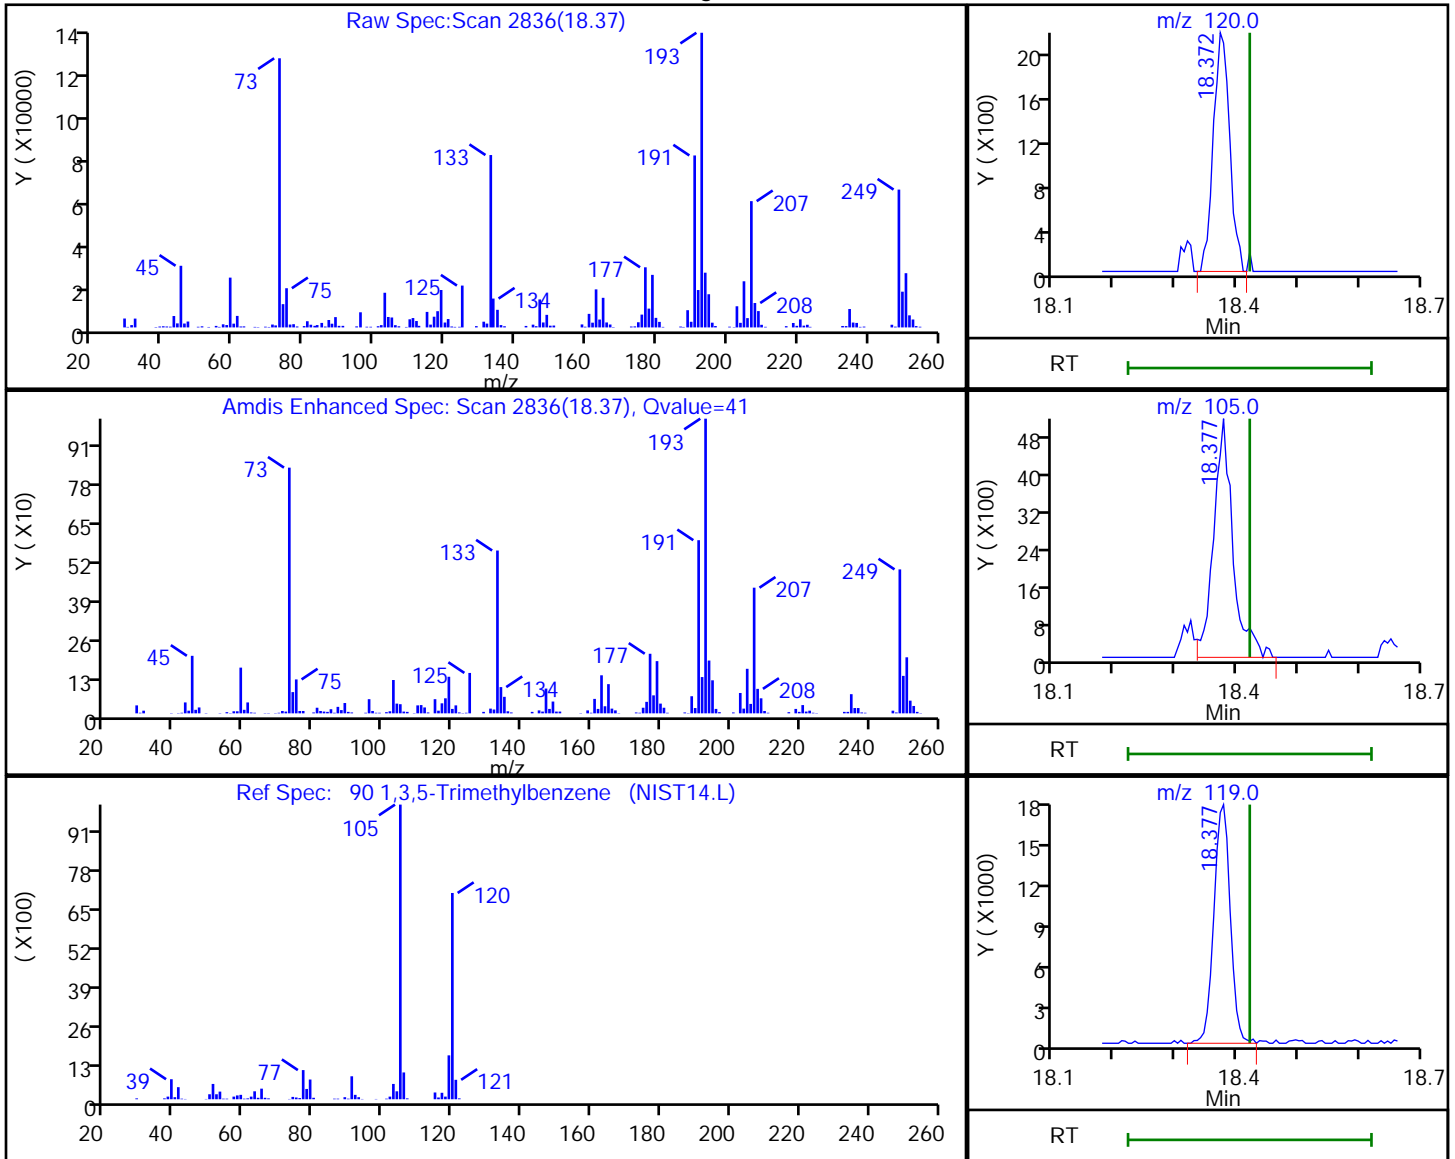 Raw Spec:Scan 2836(18.37)
Y ( X10000)
14
12
10
8
6
4
2
0
45
73
75
125
133
134
177
191
193
207
208
249
20 40 60 80 100 120 140 160 180 200 220 240 260
m/z
m/z 120.0
Y ( X100)
20
16
12
8
4
0
18.372
18.1 18.4 18.7
Min
RT
Amdis Enhanced Spec: Scan 2836(18.37), Qvalue=41
Y ( X10)
91
78
65
52
39
26
13
0
45
73
75
125
133
134
177
191
193
207
208
249
20 40 60 80 100 120 140 160 180 200 220 240 260
m/z
m/z 105.0
Y ( X100)
48
40
32
24
16
8
0
18.377
18.1 18.4 18.7
Min
RT
Ref Spec: 90 1,3,5-Trimethylbenzene (NIST14.L)
( X100)
91
78
65
52
39
26
13
0
39
77
105
120
121
20 40 60 80 100 120 140 160 180 200 220 240 260
m/z 119.0
Y ( X1000)
18
15
12
9
6
3
0
18.377
18.1 18.4 18.7
Min
RT